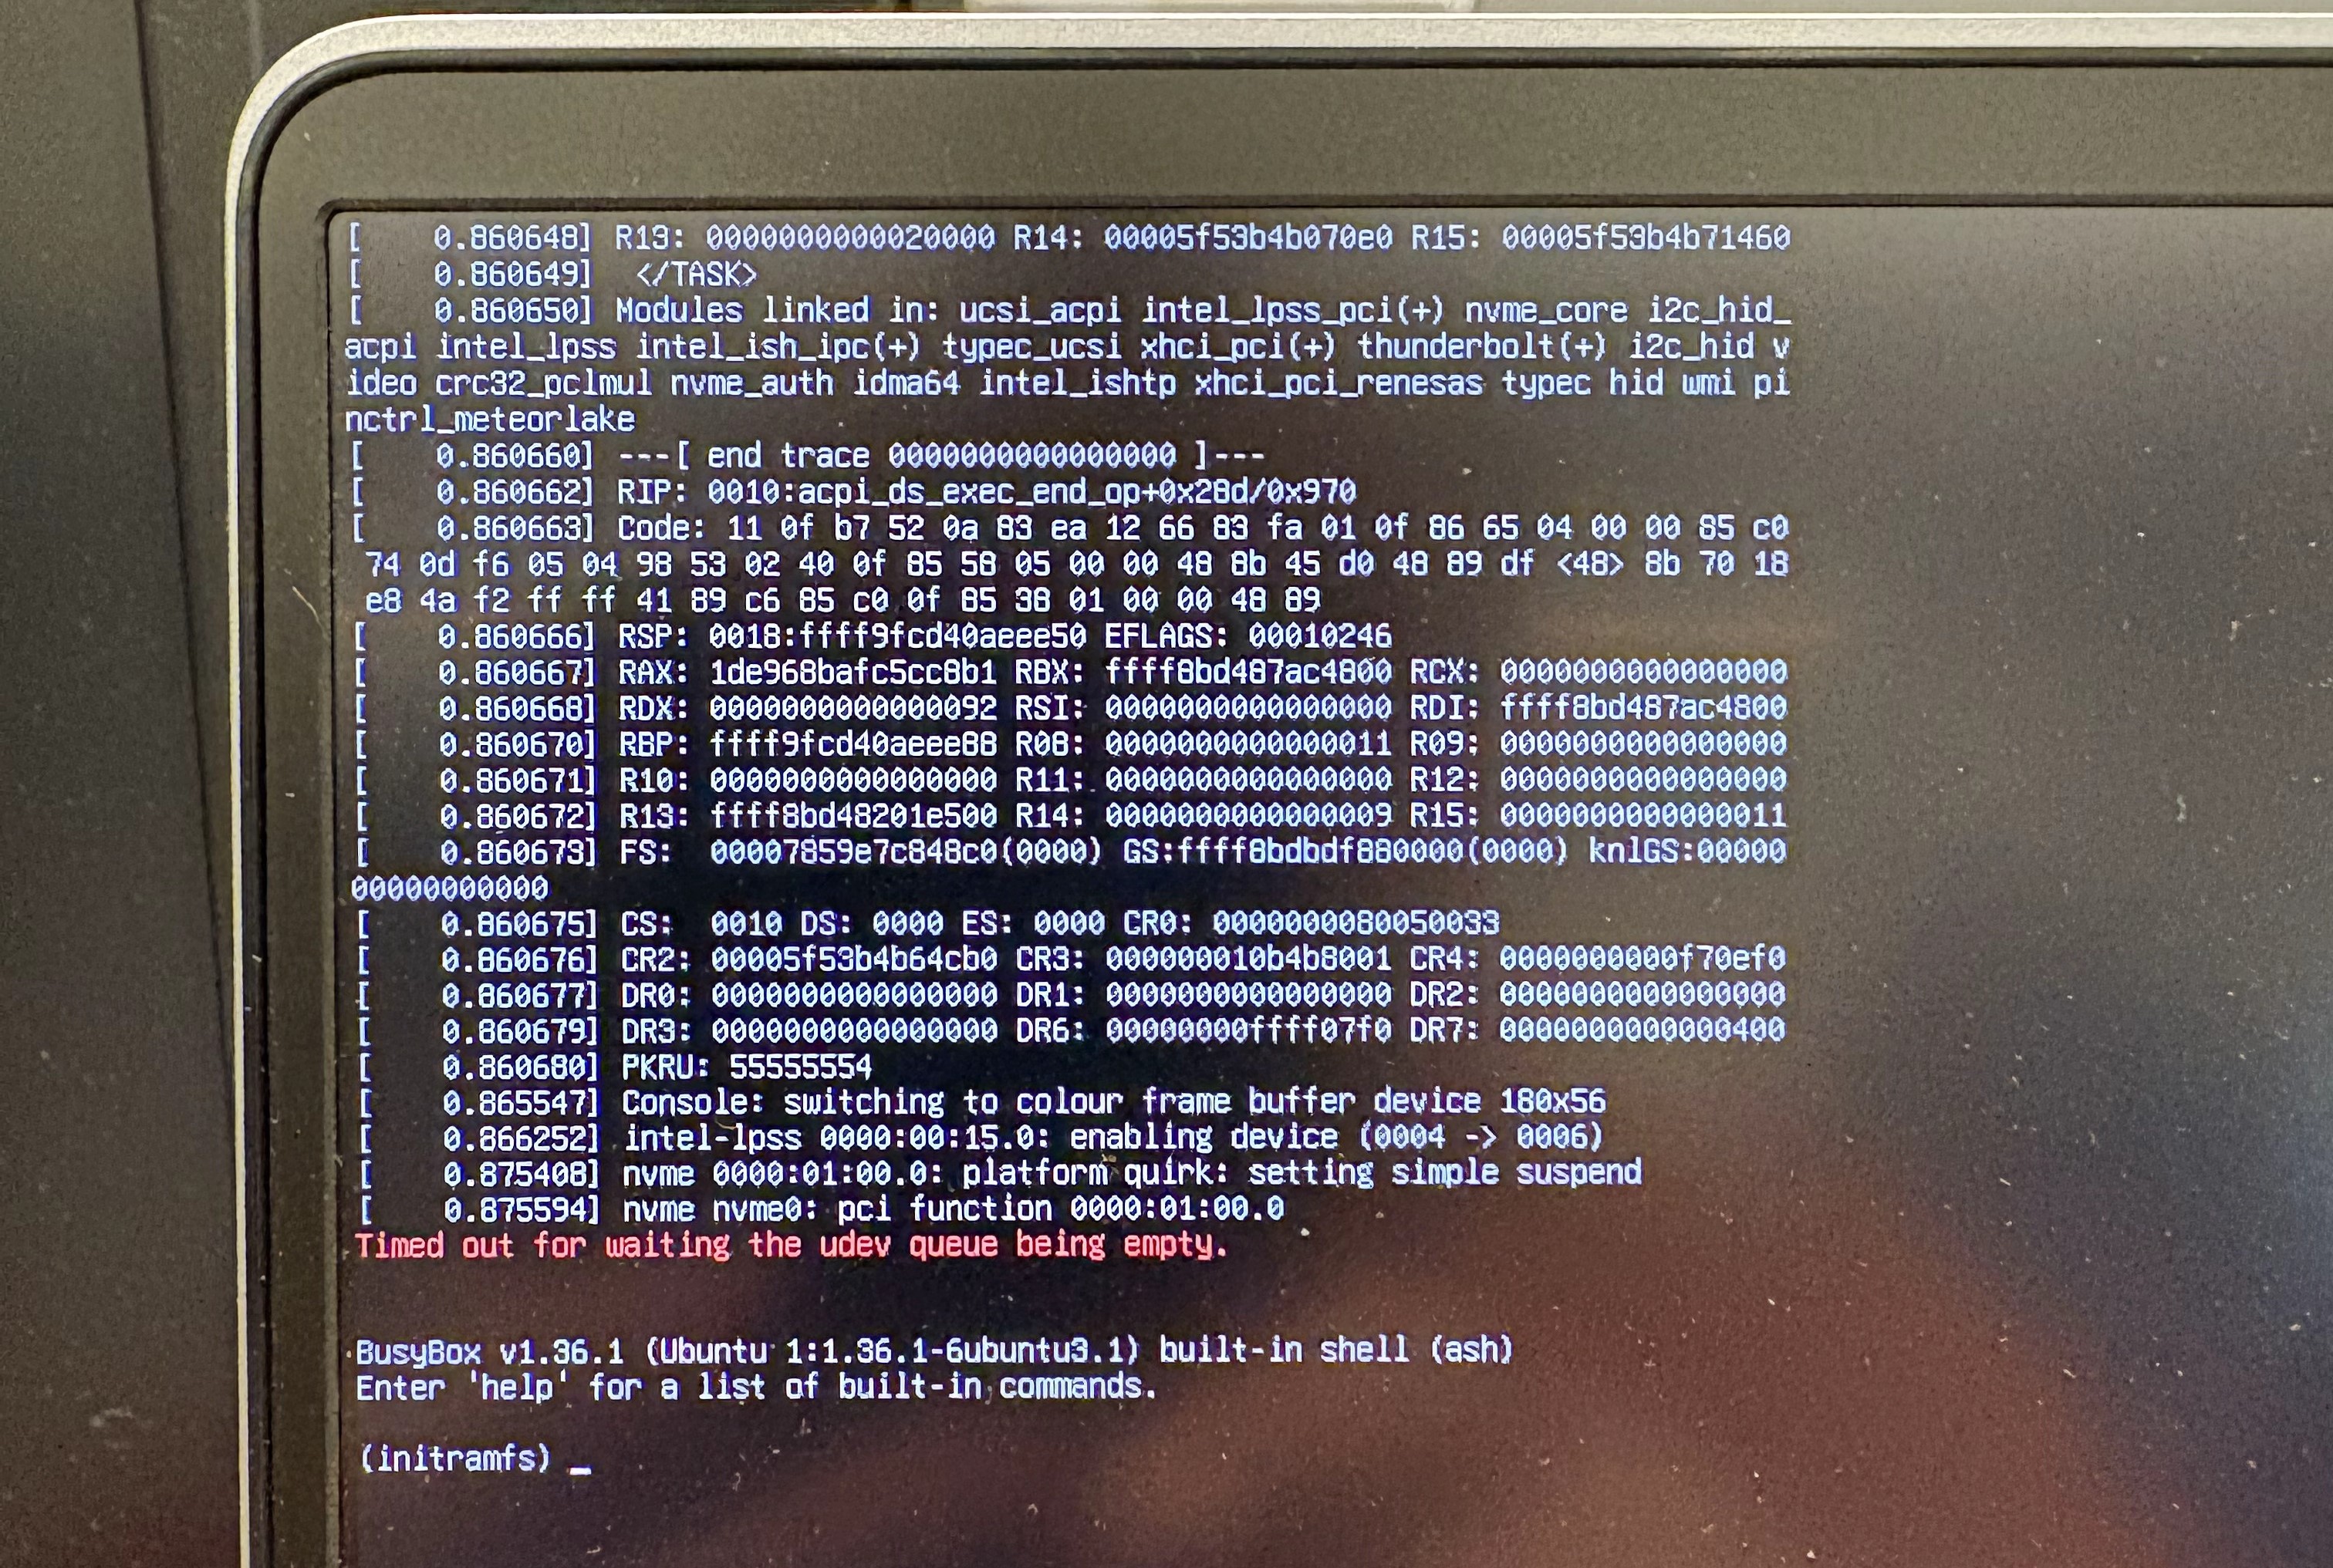 [    0.860648] R13: 0000000000020000 R14: 00005f53b4b070e0 R15: 00005f53b4b71460
[    0.860649]  </TASK>
[    0.860650] Modules linked in: ucsi_acpi intel_lpss_pci(+) nvme_core i2c_hid_
acpi intel_lpss intel_ish_ipc(+) typec_ucsi xhci_pci(+) thunderbolt(+) i2c_hid v
ideo crc32_pclmul nvme_auth idma64 intel_ishtp xhci_pci_renesas typec hid wmi pi
nctrl_meteorlake
[    0.860660] ---[ end trace 0000000000000000 ]---
[    0.860662] RIP: 0010:acpi_ds_exec_end_op+0x28d/0x970
[    0.860663] Code: 11 0f b7 52 0a 83 ea 12 66 83 fa 01 0f 86 65 04 00 00 85 c0
 74 0d f6 05 04 98 53 02 40 0f 85 58 05 00 00 48 8b 45 d0 48 89 df <48> 8b 70 18
 e8 4a f2 ff ff 41 89 c6 85 c0 0f 85 38 01 00 00 48 89
[    0.860666] RSP: 0018:ffff9fcd40aeee50 EFLAGS: 00010246
[    0.860667] RAX: 1de968bafc5cc8b1 RBX: ffff8bd487ac4800 RCX: 0000000000000000
[    0.860668] RDX: 0000000000000092 RSI: 0000000000000000 RDI: ffff8bd487ac4800
[    0.860670] RBP: ffff9fcd40aeee88 R08: 0000000000000011 R09: 0000000000000000
[    0.860671] R10: 0000000000000000 R11: 0000000000000000 R12: 0000000000000000
[    0.860672] R13: ffff8bd48201e500 R14: 0000000000000009 R15: 0000000000000011
[    0.860673] FS:  00007859e7c848c0(0000) GS:ffff8bdbdf880000(0000) knlGS:00000
00000000000
[    0.860675] CS:  0010 DS: 0000 ES: 0000 CR0: 0000000080050033
[    0.860676] CR2: 00005f53b4b64cb0 CR3: 000000010b4b8001 CR4: 0000000000f70ef0
[    0.860677] DR0: 0000000000000000 DR1: 0000000000000000 DR2: 0000000000000000
[    0.860679] DR3: 0000000000000000 DR6: 00000000ffff07f0 DR7: 0000000000000400
[    0.860680] PKRU: 55555554
[    0.865547] Console: switching to colour frame buffer device 180x56
[    0.866252] intel-lpss 0000:00:15.0: enabling device (0004 -> 0006)
[    0.875408] nvme 0000:01:00.0: platform quirk: setting simple suspend
[    0.875594] nvme nvme0: pci function 0000:01:00.0
Timed out for waiting the udev queue being empty.
BusyBox v1.36.1 (Ubuntu 1:1.36.1-6ubuntu3.1) built-in shell (ash)
Enter 'help' for a list of built-in commands.
(initramfs) _